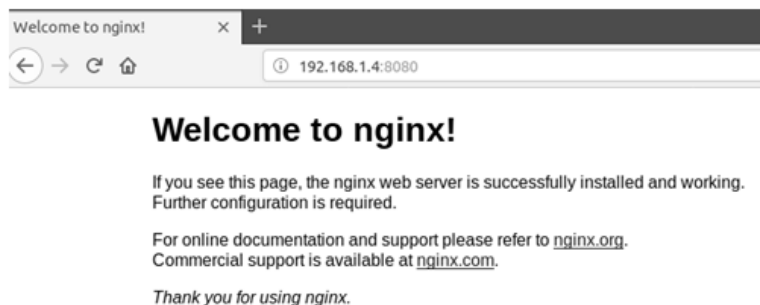 Welcome to nginx!
192.168.1.4:8080
Welcome to nginx!
If you see this page, the nginx web server is successfully installed and working.
Further configuration is required.
For online documentation and support please refer to nginx.org.
Commercial support is available at nginx.com.
Thank you for using nginx.